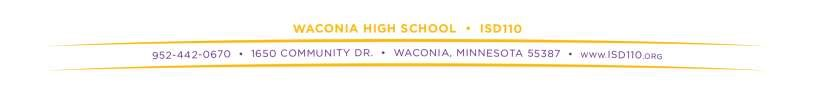 WACONIA HIGH SCHOOL • ISD110
952-442-0670 • 1650 COMMUNITY DR. • WACONIA, MINNESOTA 55387 • www.ISD110.ORG